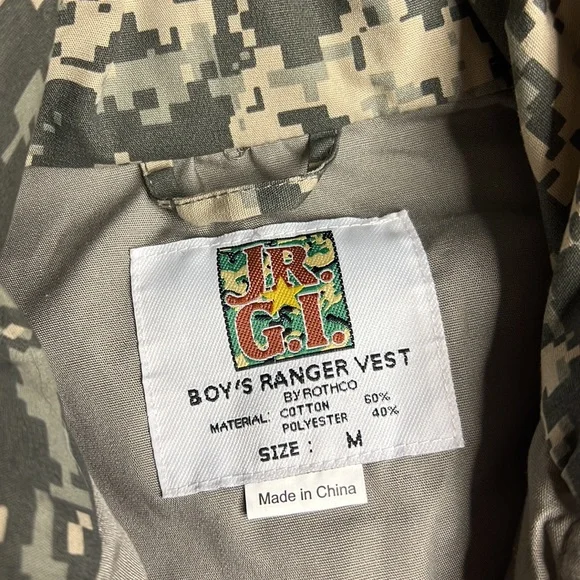 JR.
G.I.
BOY'S RANGER VEST
BY ROTHCO
MATERIAL: COTTON 60%
POLYESTER 40%
SIZE : M
Made in China